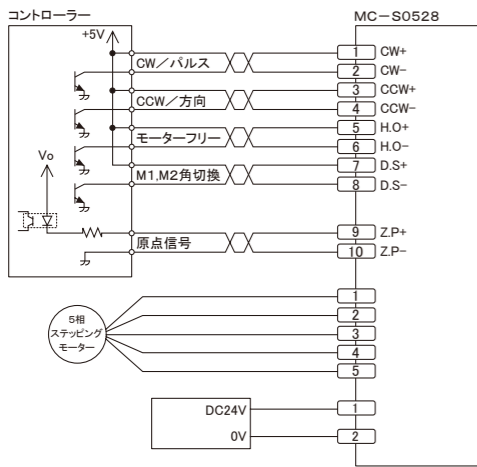 コントローラー
MC-S0528
+5V
CW／パルス
1 CW+
2 CW-
CCW／方向
3 CCW+
4 CCW-
モーターフリー
5 H.O+
6 H.O-
Vo
M1,M2角切換
7 D.S+
8 D.S-
原点信号
9 Z.P+
10 Z.P-
5相
ステッピング
モーター
1
2
3
4
5
DC24V
1
0V
2